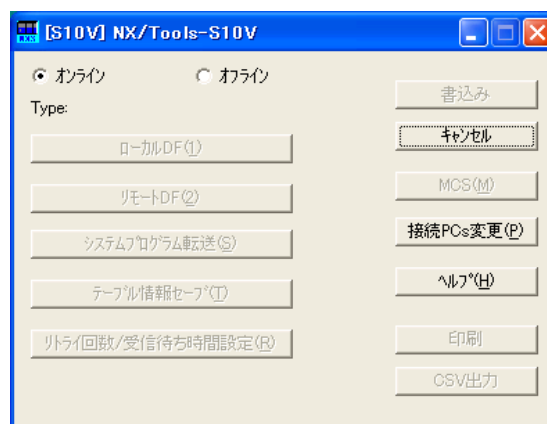 [S10V] NX/Tools-S10V
オンライン
オフライン
Type:
ローカルDF(1)
リモートDF(2)
システムプログラム転送(S)
テーブル情報セーブ(T)
リトライ回数/受信待ち時間設定(R)
書込み
キャンセル
MCS(M)
接続PCs変更(P)
ヘルプ(H)
印刷
CSV出力